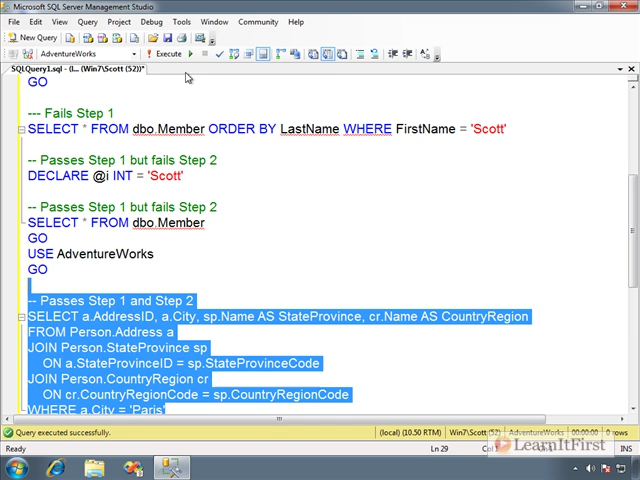 Microsoft SQL Server Management Studio
File Edit View Query Project Debug Tools Window Community Help
New Query
AdventureWorks Execute
SQLQuery1.sql - (l... (Win7\Scott (52))*
GO
--- Fails Step 1
SELECT * FROM dbo.Member ORDER BY LastName WHERE FirstName = 'Scott'
-- Passes Step 1 but fails Step 2
DECLARE @i INT = 'Scott'
-- Passes Step 1 but fails Step 2
SELECT * FROM dbo.Member
GO
USE AdventureWorks
GO
-- Passes Step 1 and Step 2
SELECT a.AddressID, a.City, sp.Name AS StateProvince, cr.Name AS CountryRegion
FROM Person.Address a
JOIN Person.StateProvince sp
ON a.StateProvinceID = sp.StateProvinceCode
JOIN Person.CountryRegion cr
ON cr.CountryRegionCode = sp.CountryRegionCode
WHERE a.City = 'Paris'
Query executed successfully. (local) (10.50 RTM) Win7\Scott (52) AdventureWorks 00:00:00 0 rows
LearnItFirst
Ready Ln 29 INS